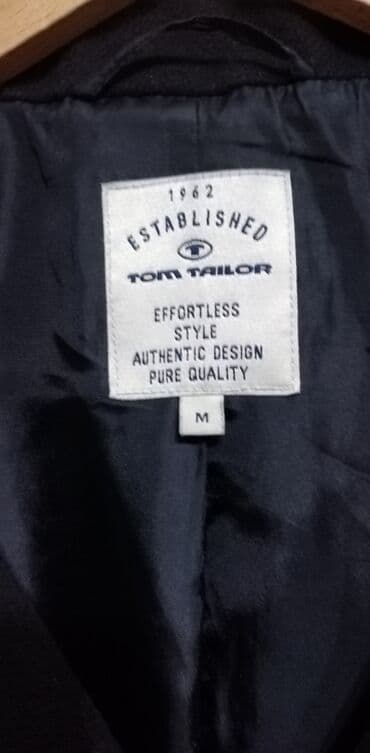 1962
ESTABLISHED
T
TOM TAILOR
EFFORTLESS
STYLE
AUTHENTIC DESIGN
PURE QUALITY
M